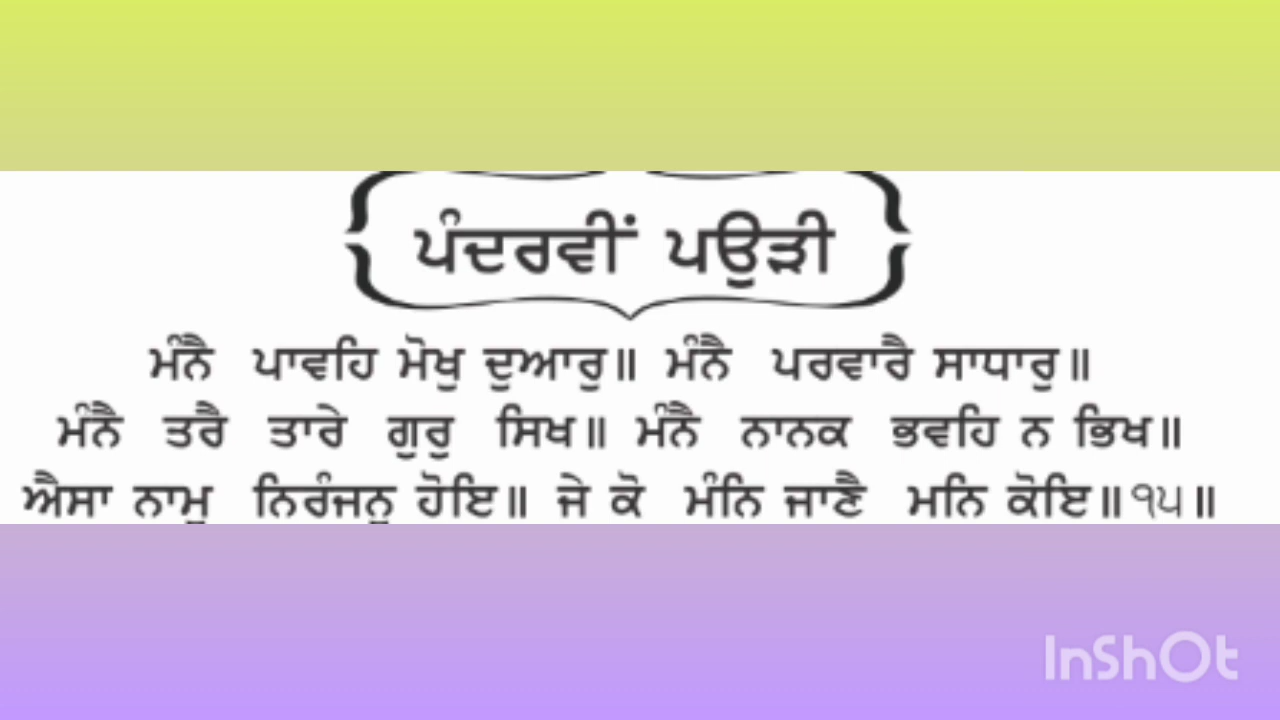 ਪੰਦਰਵੀਂ ਪਉੜੀ
ਮੰਨੈ ਪਾਵਹਿ ਮੋਖੁ ਦੁਆਰੁ॥ ਮੰਨੈ ਪਰਵਾਰੈ ਸਾਧਾਰੁ॥
ਮੰਨੈ ਤਰੈ ਤਾਰੇ ਗੁਰੁ ਸਿਖ॥ ਮੰਨੈ ਨਾਨਕ ਭਵਹਿ ਨ ਭਿਖ॥
ਐਸਾ ਨਾਮੁ ਨਿਰੰਜਨੁ ਹੋਇ॥ ਜੇ ਕੋ ਮੰਨਿ ਜਾਣੈ ਮਨਿ ਕੋਇ॥੧੫॥
InShOt